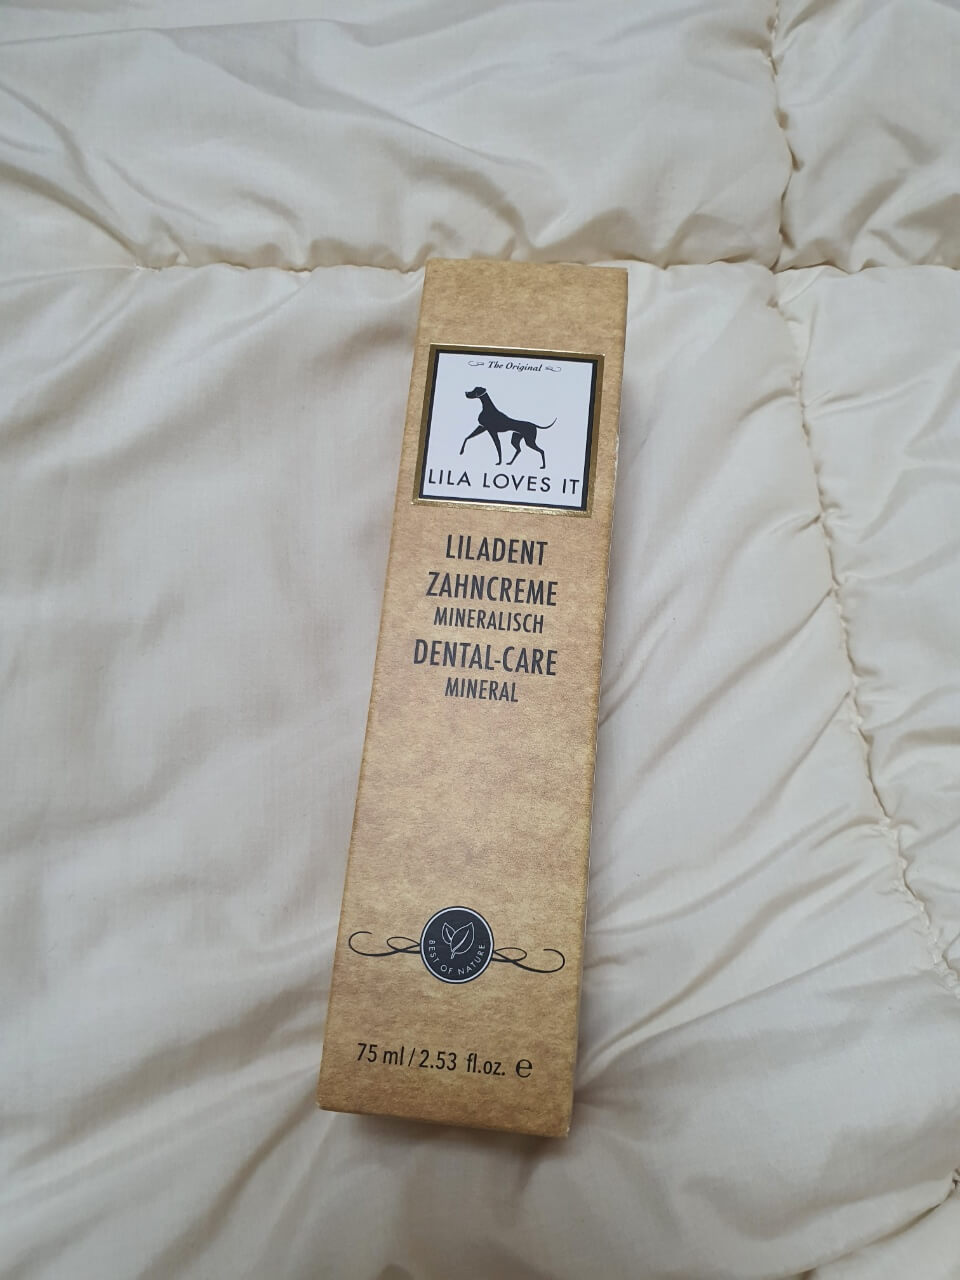 The Original
LILA LOVES IT
LILADENT
ZAHNCREME
MINERALISCH
DENTAL-CARE
MINERAL
BEST OF NATURE
75 ml / 2.53 fl.oz. ℮